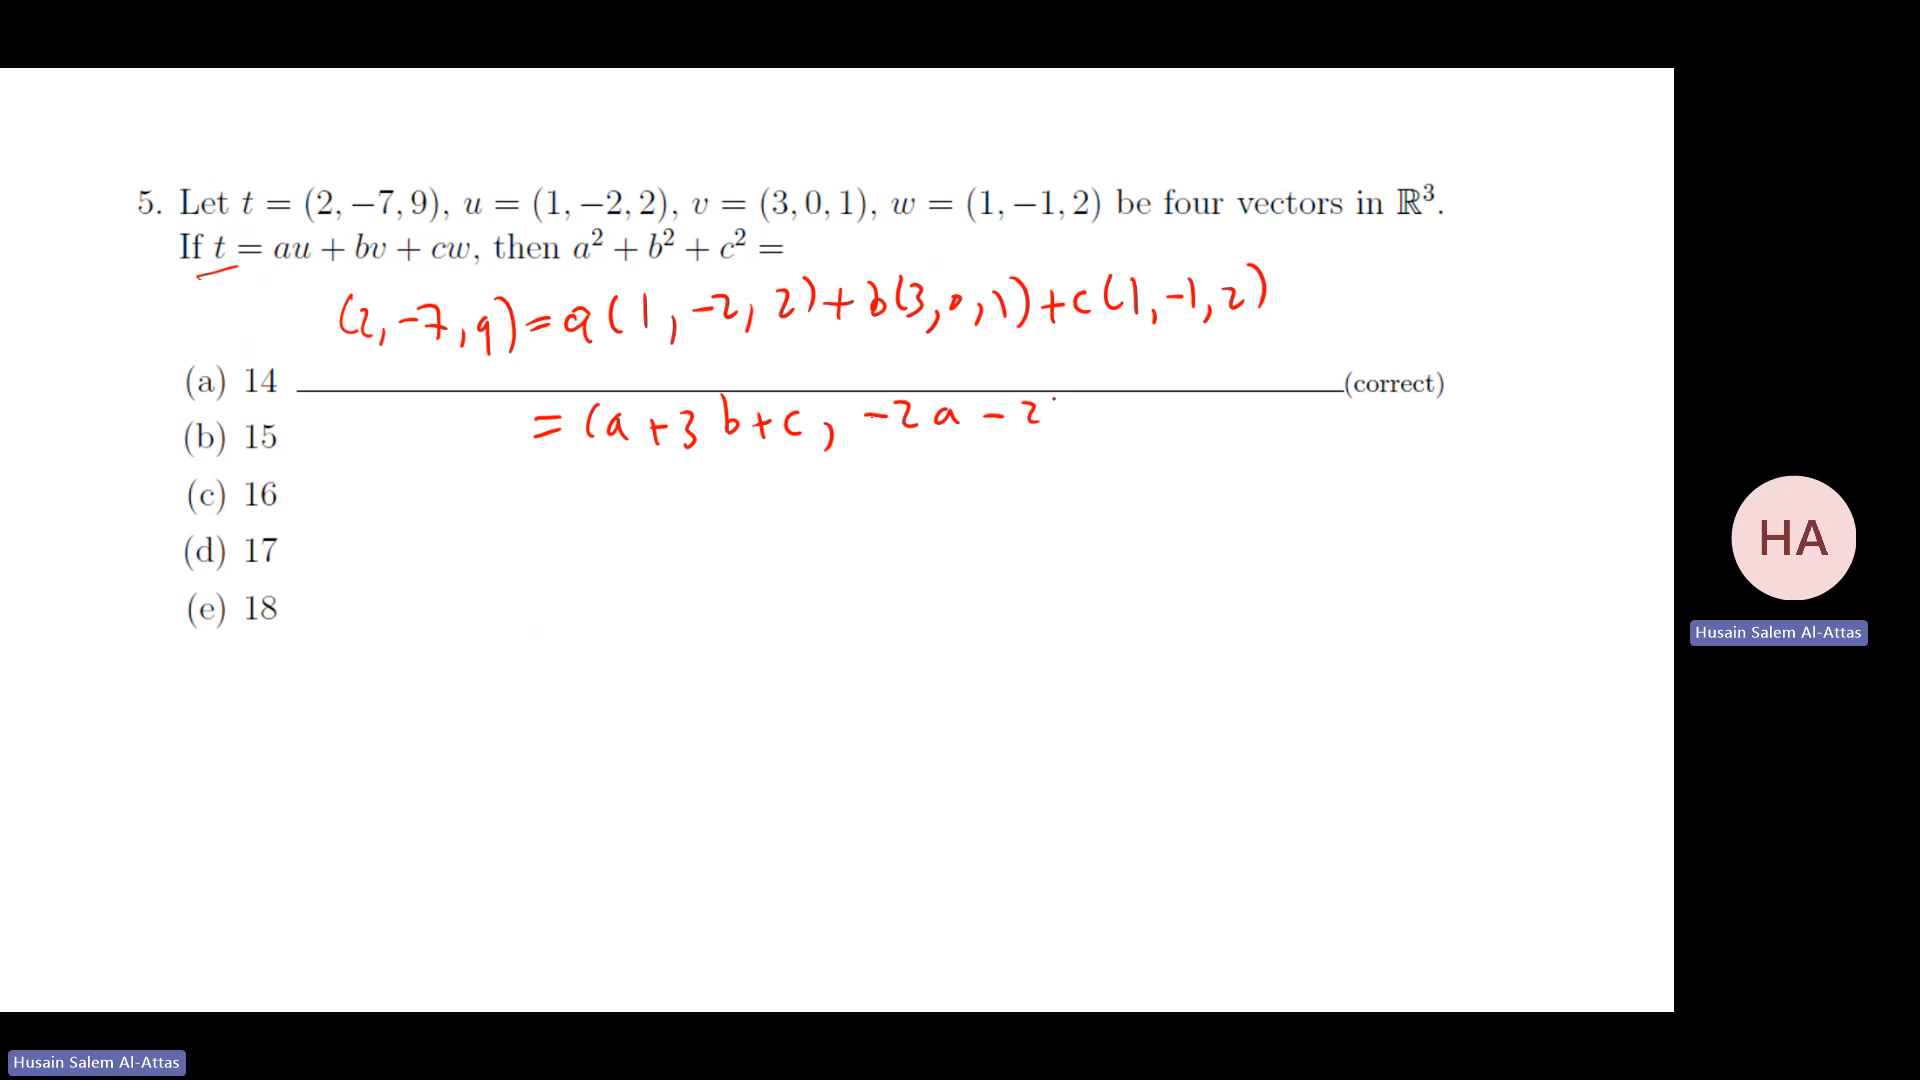 5. Let t = (2, −7, 9), u = (1, −2, 2), v = (3, 0, 1), w = (1, −1, 2) be four vectors in ℝ³.
If t = au + bv + cw, then a² + b² + c² =
(2, -7, 9) = a(1, -2, 2) + b(3, 0, 1) + c(1, -1, 2)
(a) 14 (correct)
= (a + 3b + c, -2a - 2
(b) 15
(c) 16
(d) 17
(e) 18
HA
Husain Salem Al-Attas
Husain Salem Al-Attas